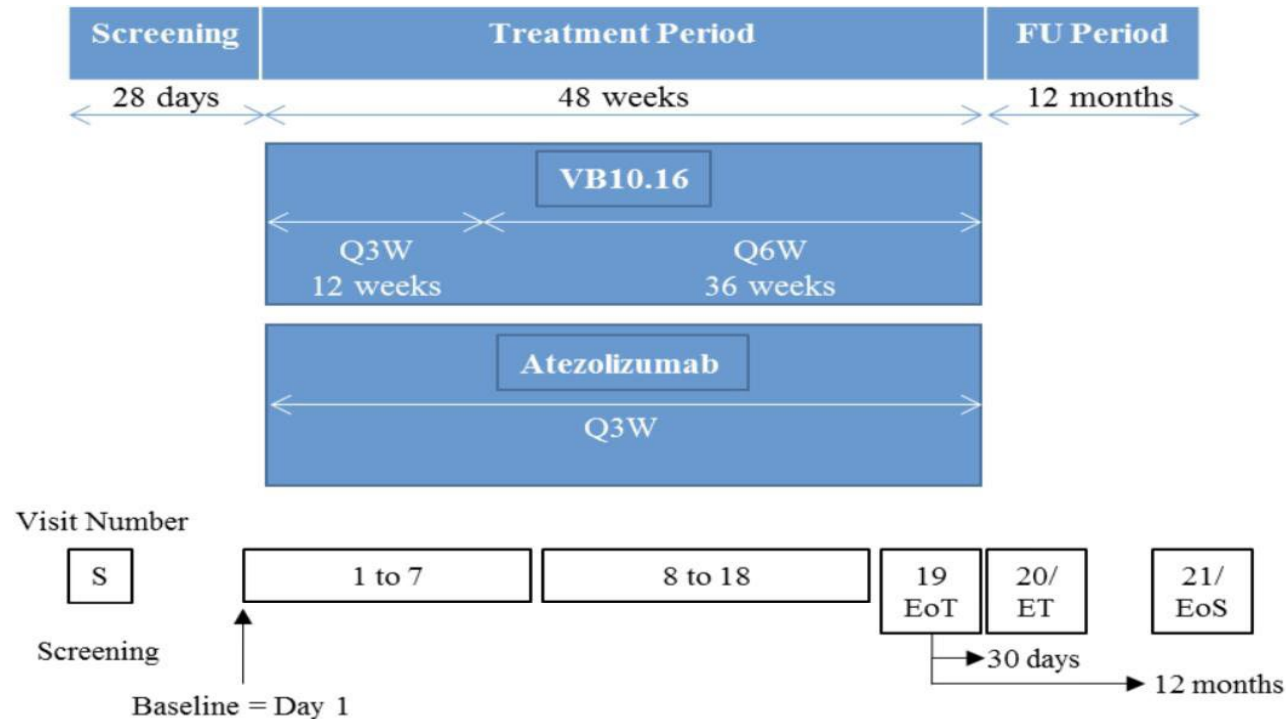 Screening Treatment Period FU Period
28 days 48 weeks 12 months
VB10.16
Q3W Q6W
12 weeks 36 weeks
Atezolizumab
Q3W
Visit Number
S 1 to 7 8 to 18 19 20/ 21/
EoT ET EoS
Screening
30 days
12 months
Baseline = Day 1